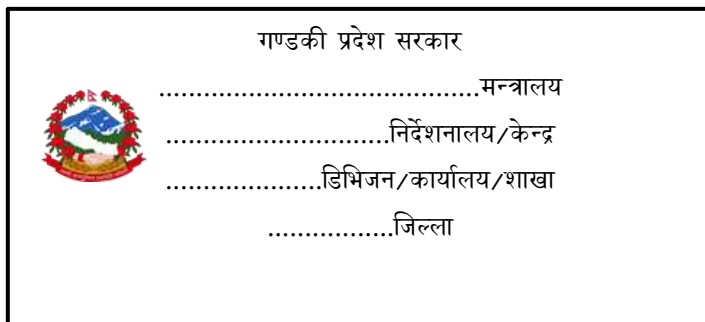 गण्डकी प्रदेश सरकार
...........................................मन्त्रालय
..............................निर्देशनालय/केन्द्र
.....................डिभिजन/कार्यालय/शाखा
.................जिल्ला